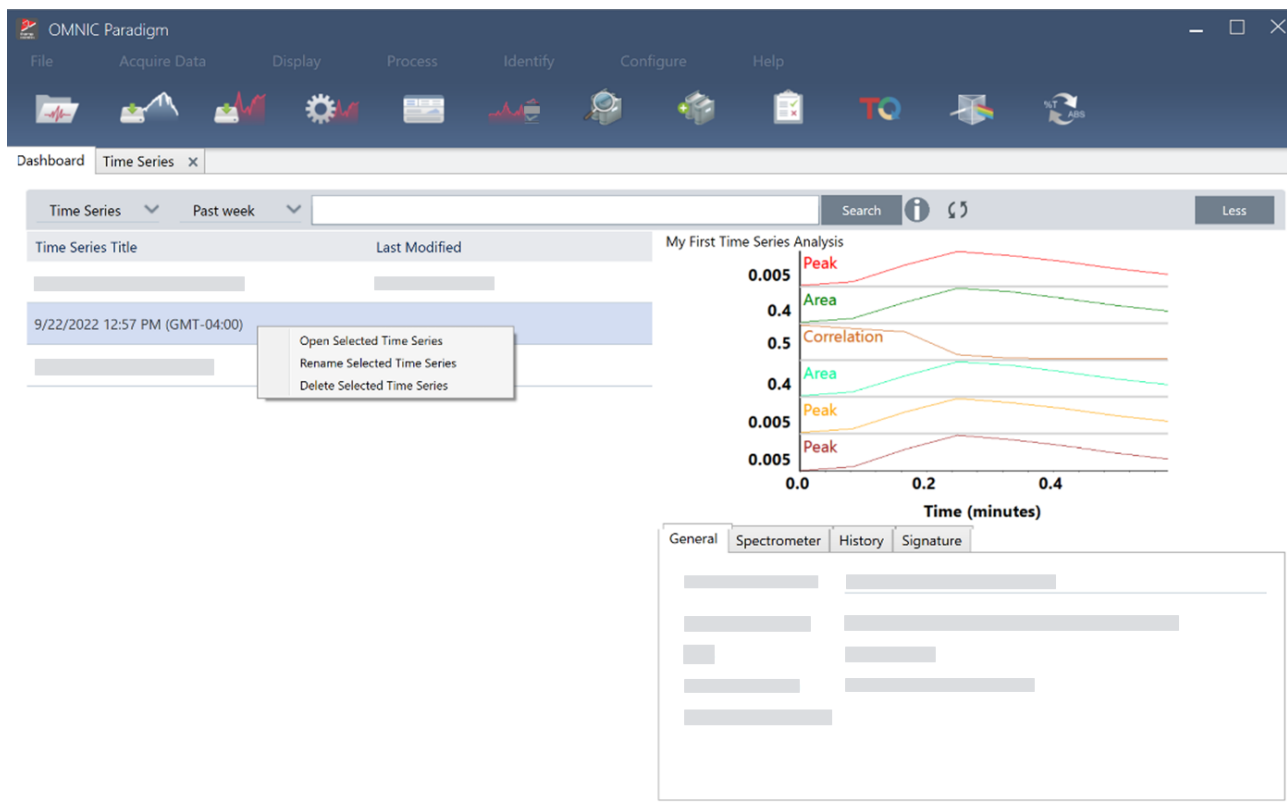 OMNIC Paradigm
File Acquire Data Display Process Identify Configure Help
TQ %T ABS
Dashboard Time Series
Time Series Past week Search Less
Time Series Title Last Modified
9/22/2022 12:57 PM (GMT-04:00)
Open Selected Time Series
Rename Selected Time Series
Delete Selected Time Series
My First Time Series Analysis
0.005 Peak
0.4 Area
0.5 Correlation
0.4 Area
0.005 Peak
0.005 Peak
0.0 0.2 0.4
Time (minutes)
General Spectrometer History Signature